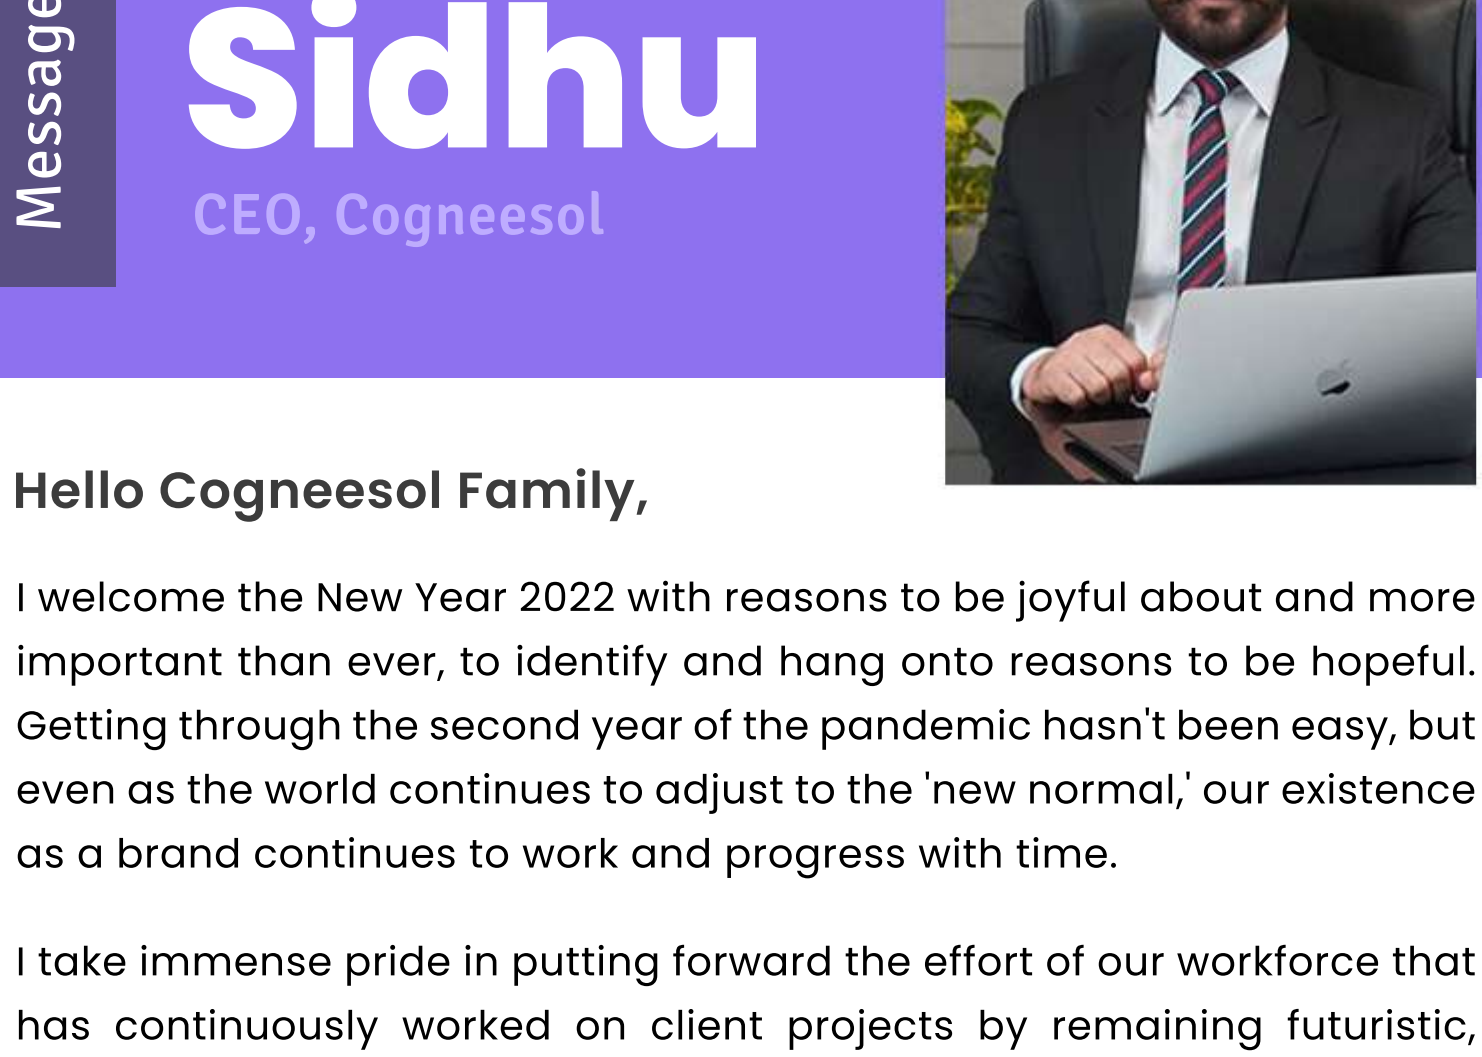 Message
Sidhu
CEO, Cogneesol
Hello Cogneesol Family,
I welcome the New Year 2022 with reasons to be joyful about and more
important than ever, to identify and hang onto reasons to be hopeful.
Getting through the second year of the pandemic hasn't been easy, but
even as the world continues to adjust to the 'new normal,' our existence
as a brand continues to work and progress with time.
I take immense pride in putting forward the effort of our workforce that
has continuously worked on client projects by remaining futuristic,